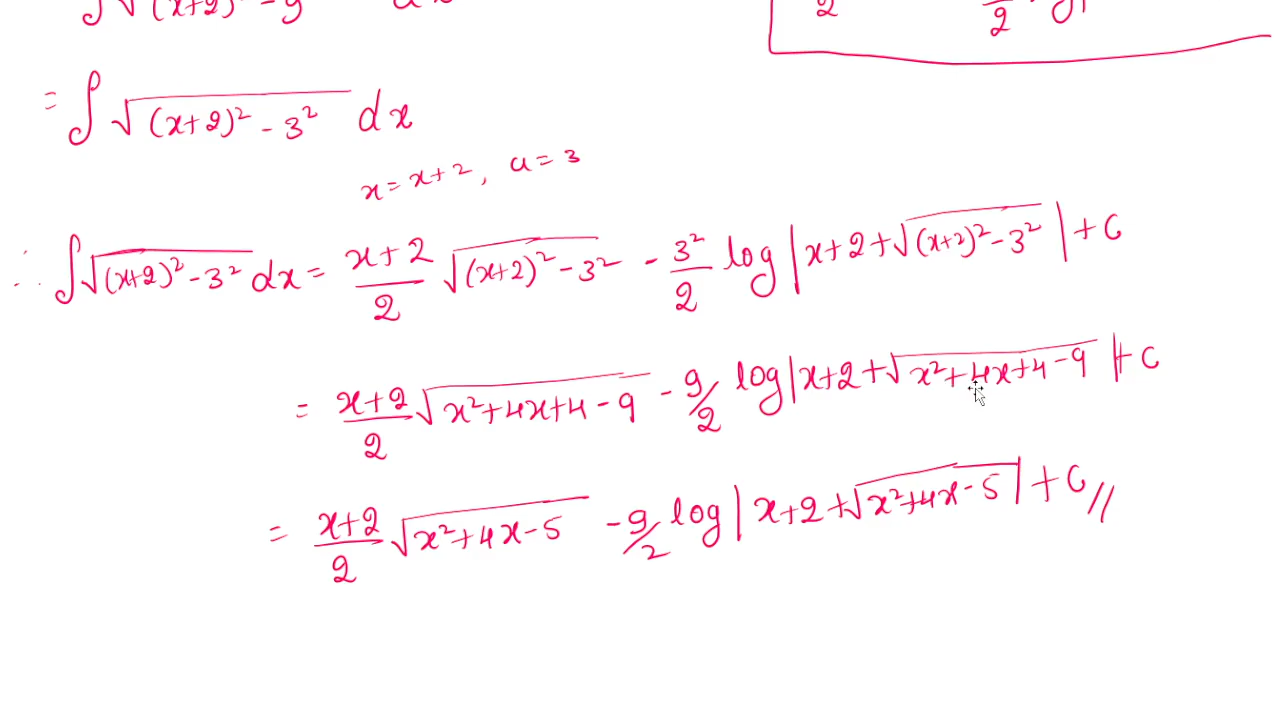 = ∫ √(x+2)² - 3² dx
x = x+2, a = 3
∴ ∫ √(x+2)² - 3² dx = x+2/2 √(x+2)² - 3² - 3²/2 log |x+2+√(x+2)² - 3²| + C
= x+2/2 √x²+4x+4-9 - 9/2 log |x+2+√x²+4x+4-9| + C
= x+2/2 √x²+4x-5 - 9/2 log |x+2+√x²+4x-5| + C //